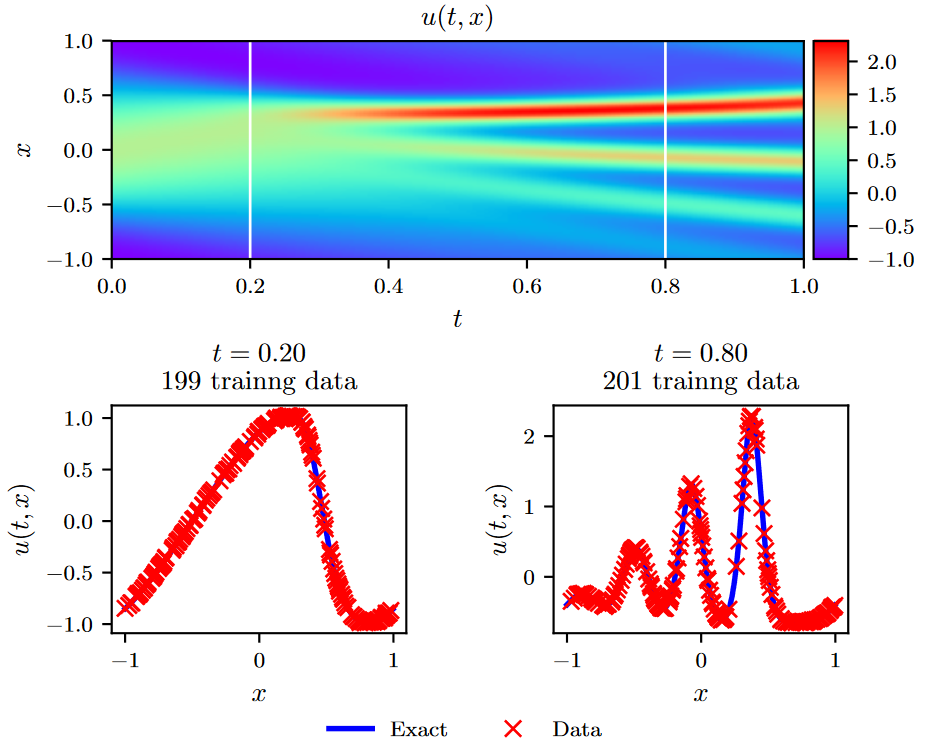 u(t, x)
1.0
0.5
0.0
−0.5
−1.0
x
0.0 0.2 0.4 0.6 0.8 1.0
t
2.0
1.5
1.0
0.5
0.0
−0.5
−1.0
t = 0.20
199 trainng data
1.0
0.5
0.0
−0.5
−1.0
u(t, x)
−1 0 1
x
t = 0.80
201 trainng data
2
1
0
u(t, x)
−1 0 1
x
Exact Data